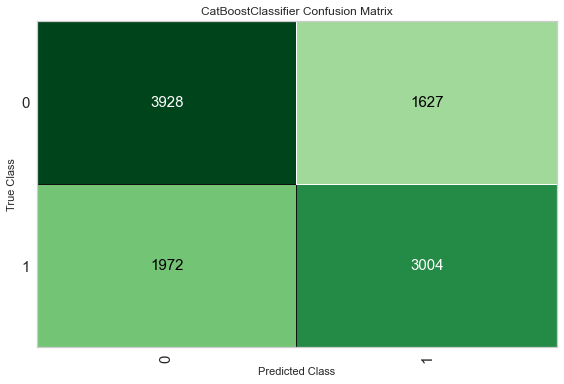 CatBoostClassifier Confusion Matrix
0
3928
1627
True Class
1
1972
3004
0
1
Predicted Class